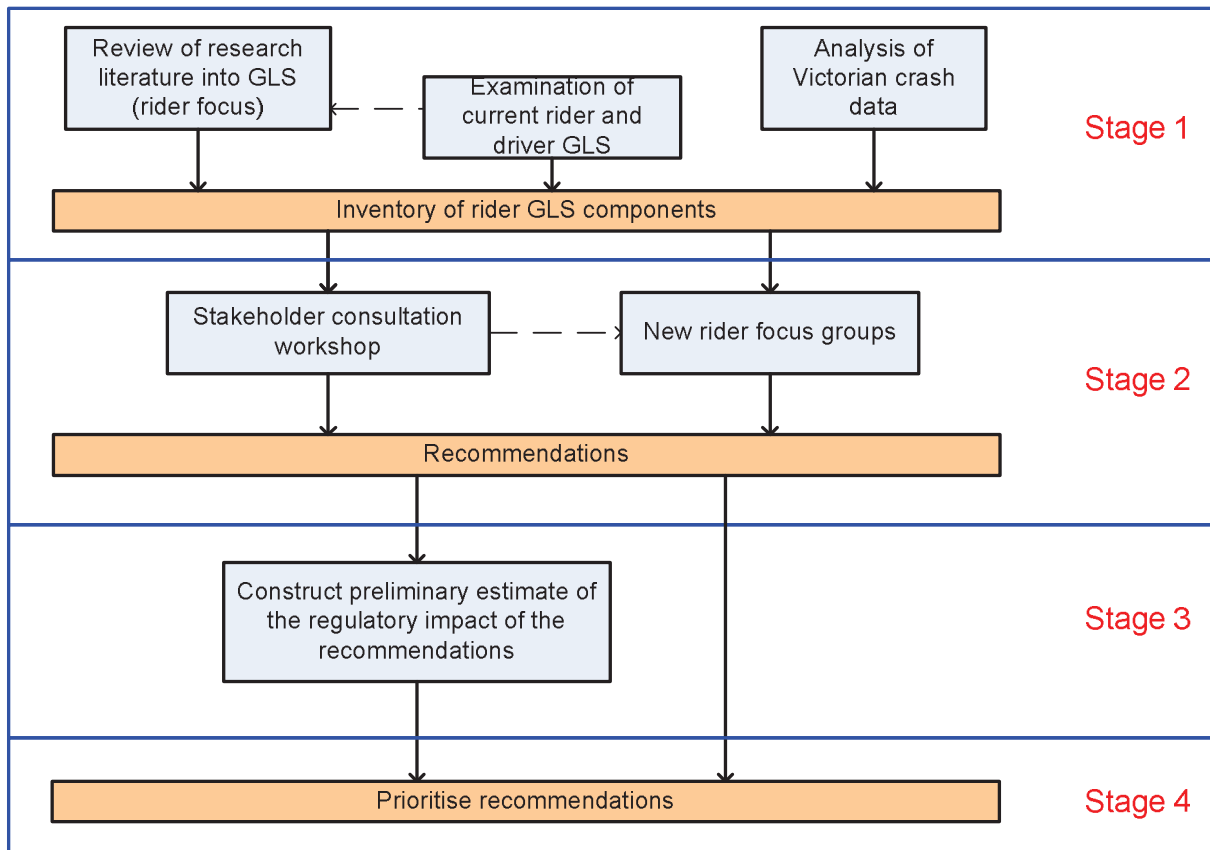 Review of research
literature into GLS
(rider focus)
Examination of
current rider and
driver GLS
Analysis of
Victorian crash
data
Stage 1
Inventory of rider GLS components
Stakeholder consultation
workshop
New rider focus groups
Stage 2
Recommendations
Construct preliminary estimate of
the regulatory impact of the
recommendations
Stage 3
Prioritise recommendations
Stage 4